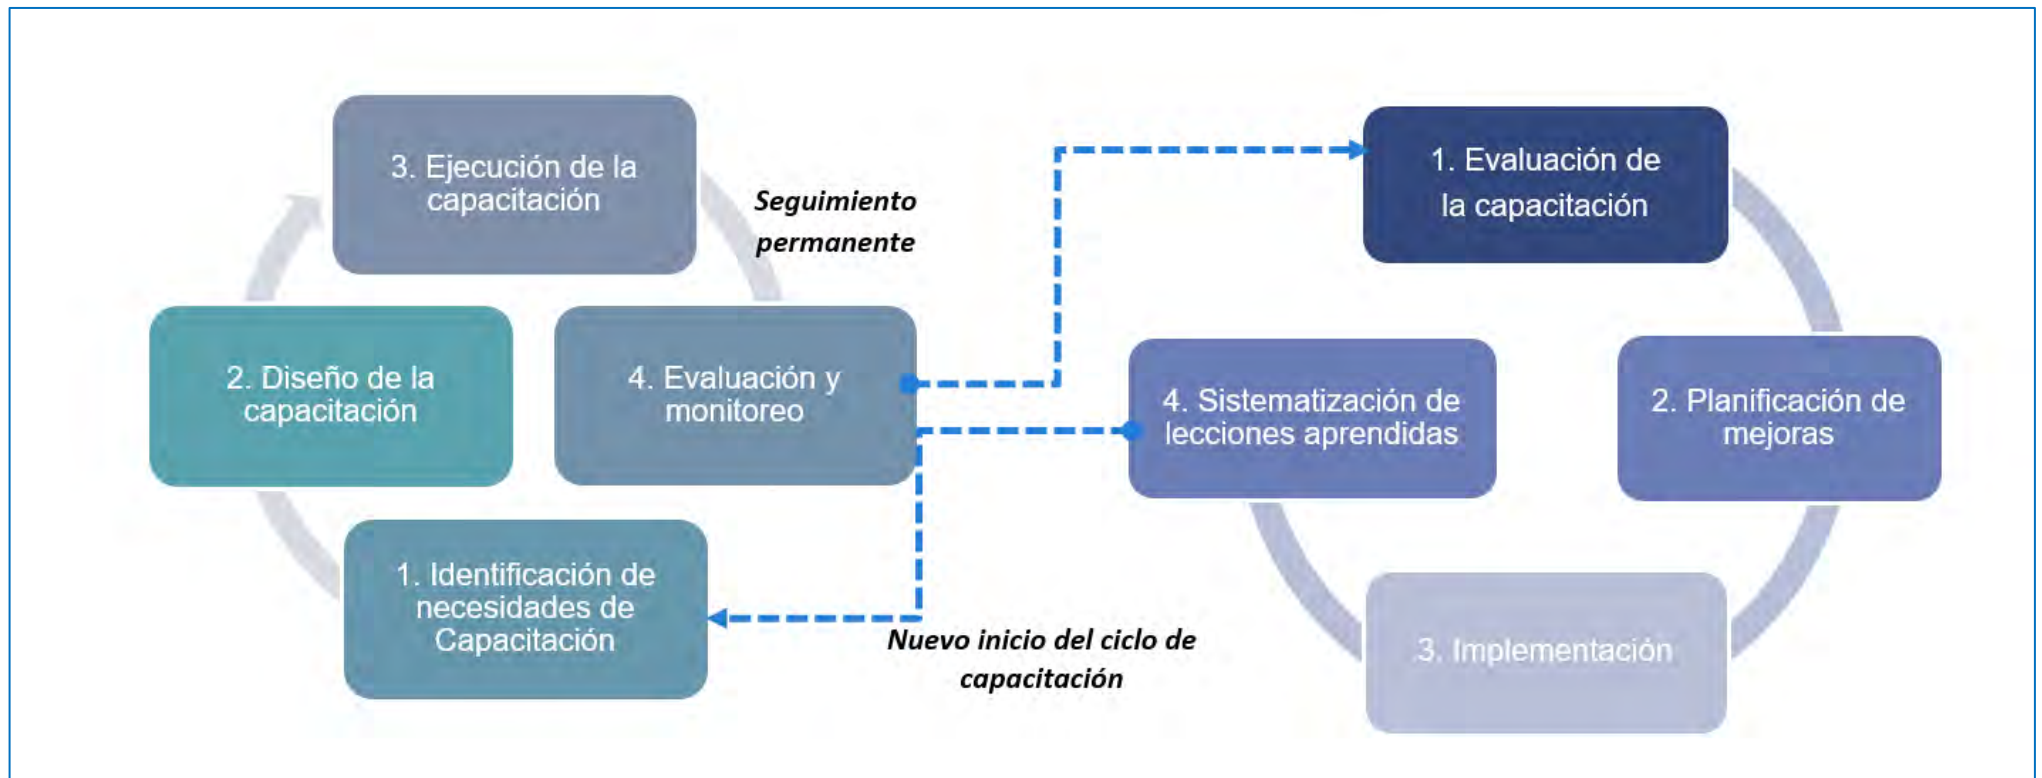 3. Ejecución de la
capacitación
Seguimiento
permanente
2. Diseño de la
capacitación
4. Evaluación y
monitoreo
1. Identificación de
necesidades de
Capacitación
Nuevo inicio del ciclo de
capacitación
1. Evaluación de
la capacitación
4. Sistematización de
lecciones aprendidas
2. Planificación de
mejoras
3. Implementación